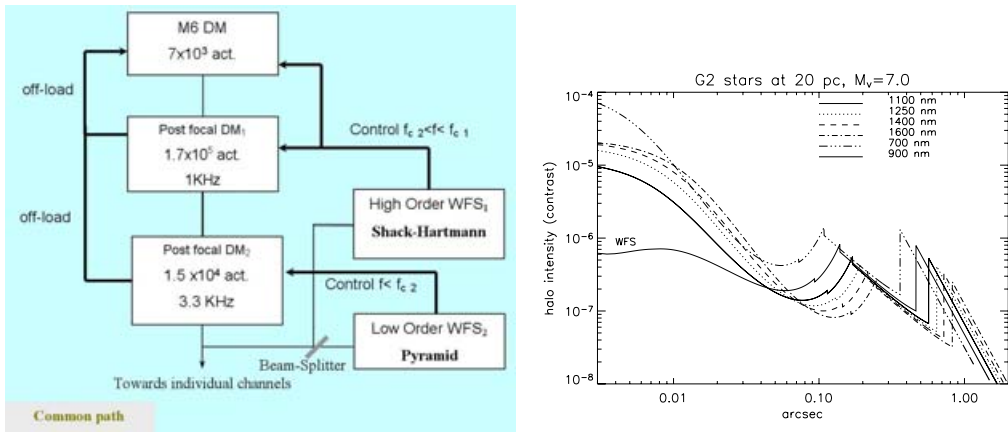 M6 DM
7x10³ act.
off-load
Post focal DM₁
1.7x10⁵ act.
1KHz
Control f_c 2<f< f_c 1
off-load
High Order WFS₁
Shack-Hartmann
Post focal DM₂
1.5 x10⁴ act.
3.3 KHz
Control f< f_c 2
Low Order WFS₂
Pyramid
Beam-Splitter
Towards individual channels
Common path
G2 stars at 20 pc, Mᵥ=7.0
1100 nm
1250 nm
1400 nm
1600 nm
700 nm
900 nm
WFS
halo intensity (contrast)
10⁻⁴
10⁻⁵
10⁻⁶
10⁻⁷
10⁻⁸
0.01
0.10
1.00
arcsec